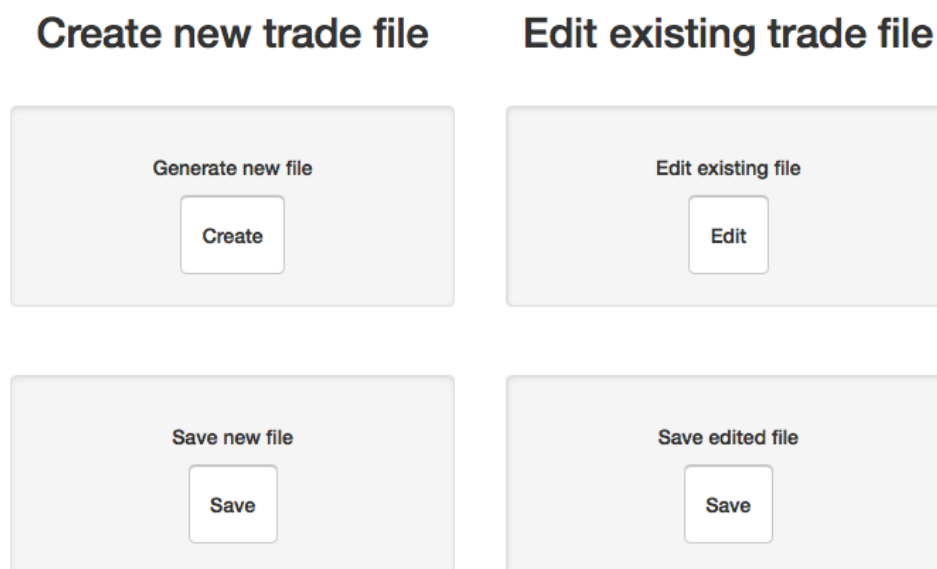 Create new trade file
Generate new file
Create
Save new file
Save
Edit existing trade file
Edit existing file
Edit
Save edited file
Save